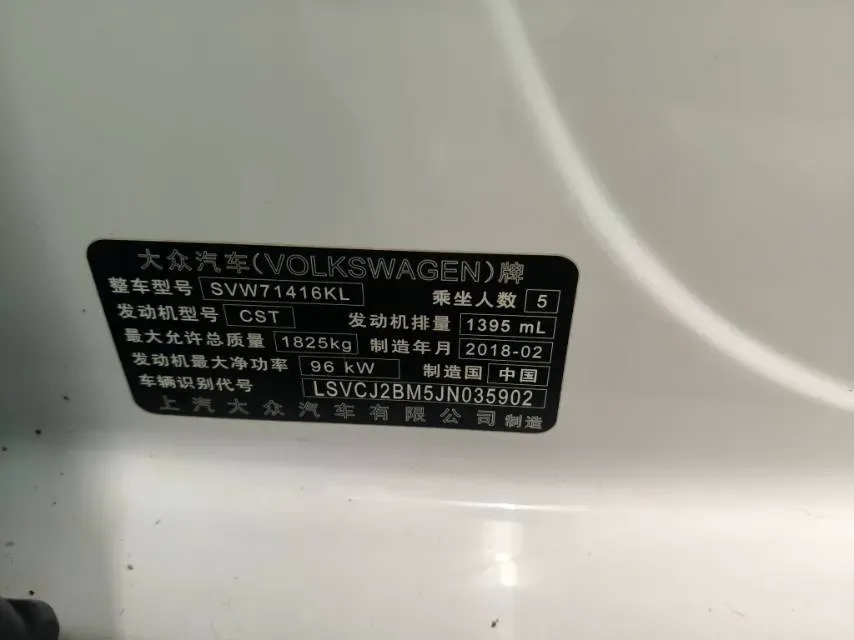 大众汽车(VOLKSWAGEN)牌
整车型号 SVW71416KL 乘坐人数 5
发动机型号 CST 发动机排量 1395 mL
最大允许总质量 1825kg 制造年月 2018-02
发动机最大净功率 96 kW 制造国 中国
车辆识别代号 LSVCJ2BM5JN035902
上汽大众汽车有限公司制造